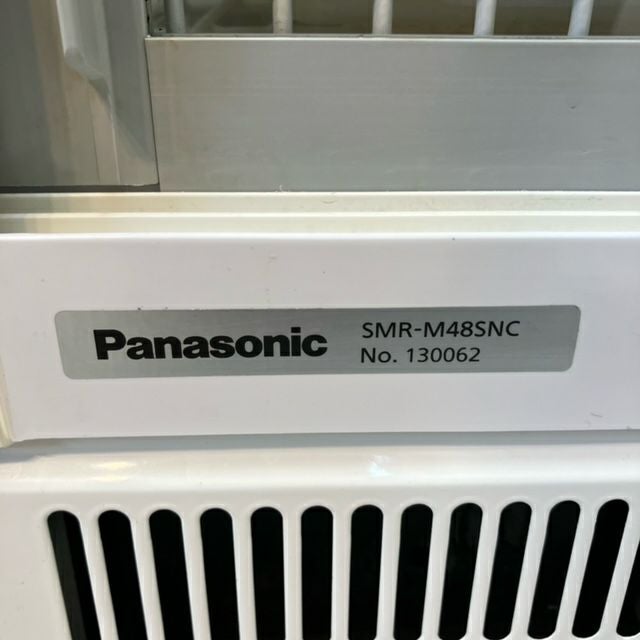 Panasonic
SMR-M48SNC
No. 130062